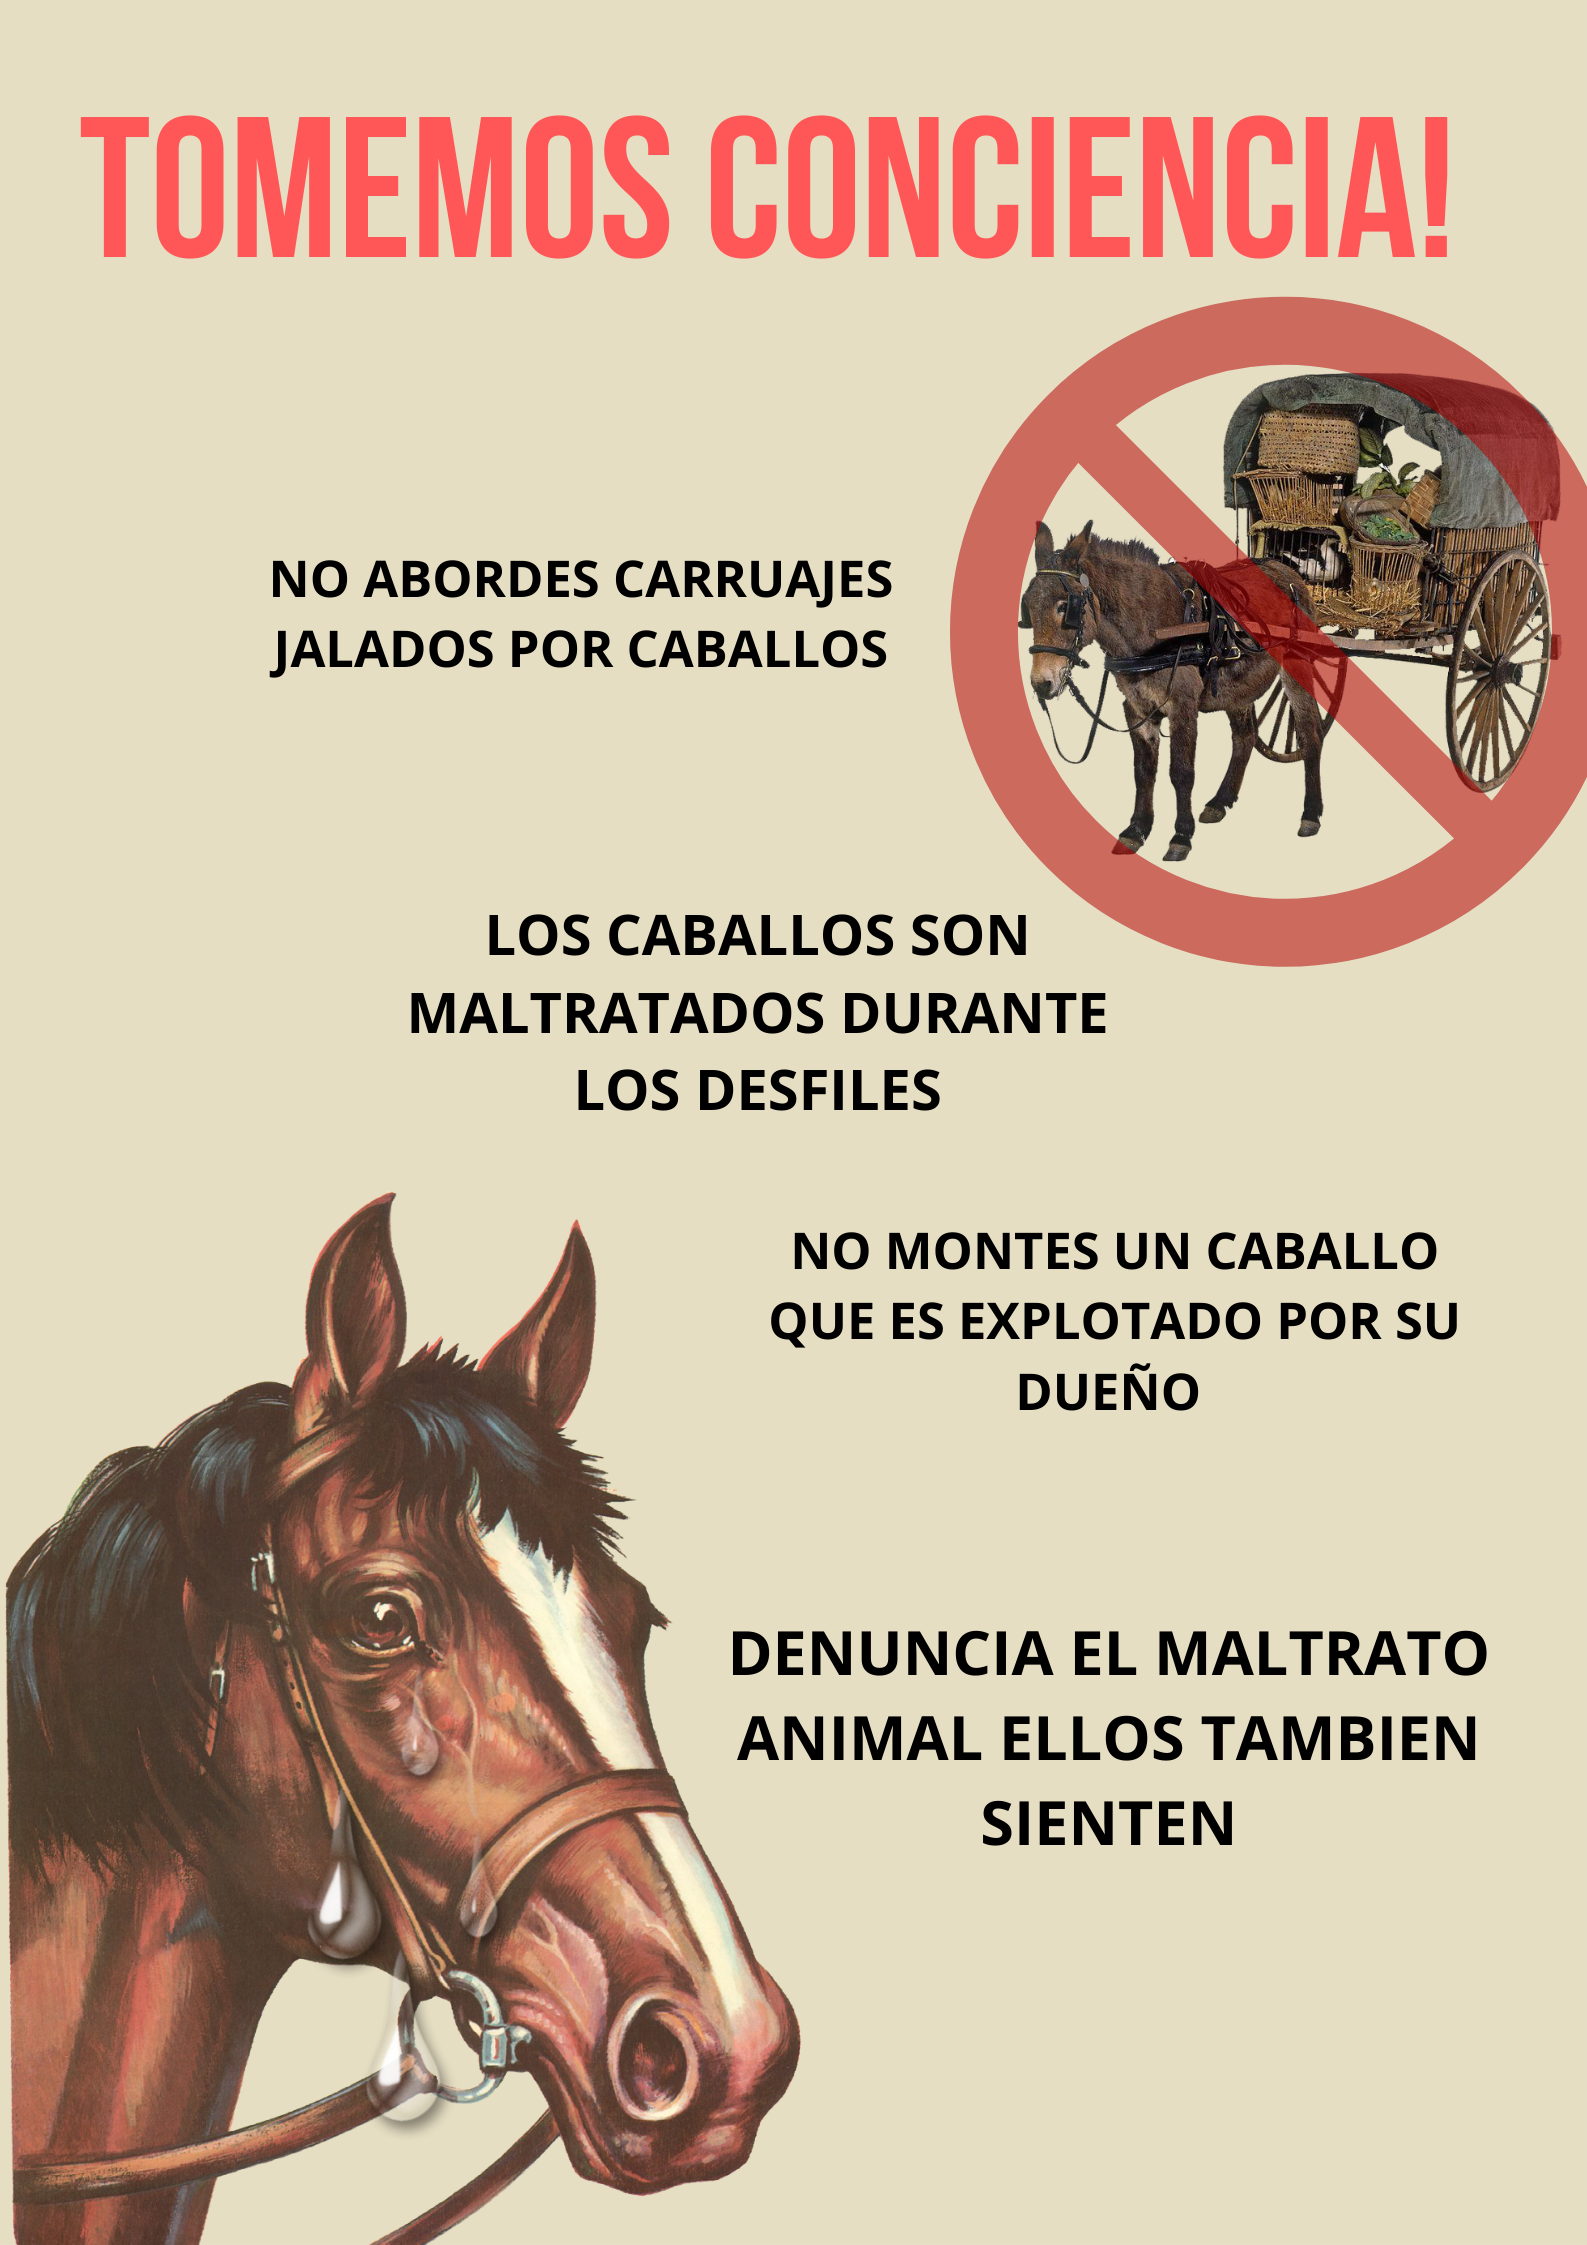 TOMEMOS CONCIENCIA!
NO ABORDES CARRUAJES
JALADOS POR CABALLOS
LOS CABALLOS SON
MALTRATADOS DURANTE
LOS DESFILES
NO MONTES UN CABALLO
QUE ES EXPLOTADO POR SU
DUEÑO
DENUNCIA EL MALTRATO
ANIMAL ELLOS TAMBIEN
SIENTEN